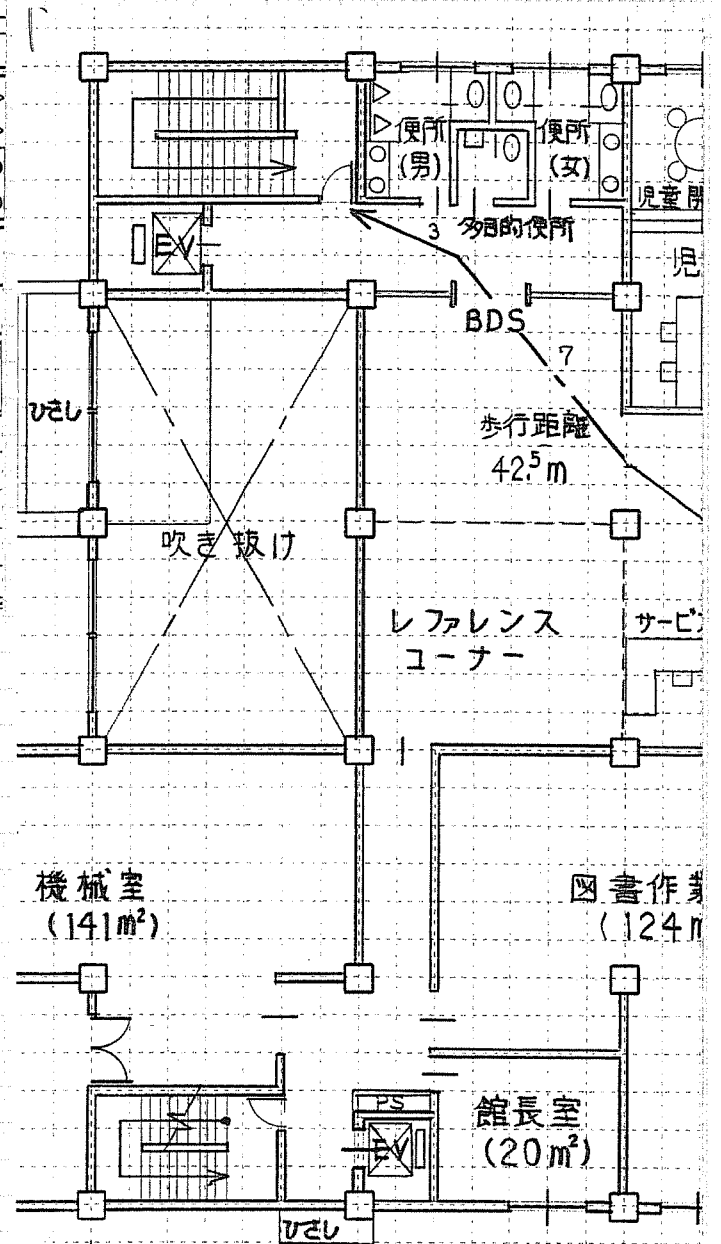 便所
(男)
便所
(女)
児童開
EV
3
多目的便所
児
BDS
7
ひさし
歩行距離
42.5m
吹き抜け
レファレンス
コーナー
サービ
機械室
(141m²)
図書作業
(124m
PS
EV
館長室
(20m²)
ひさし